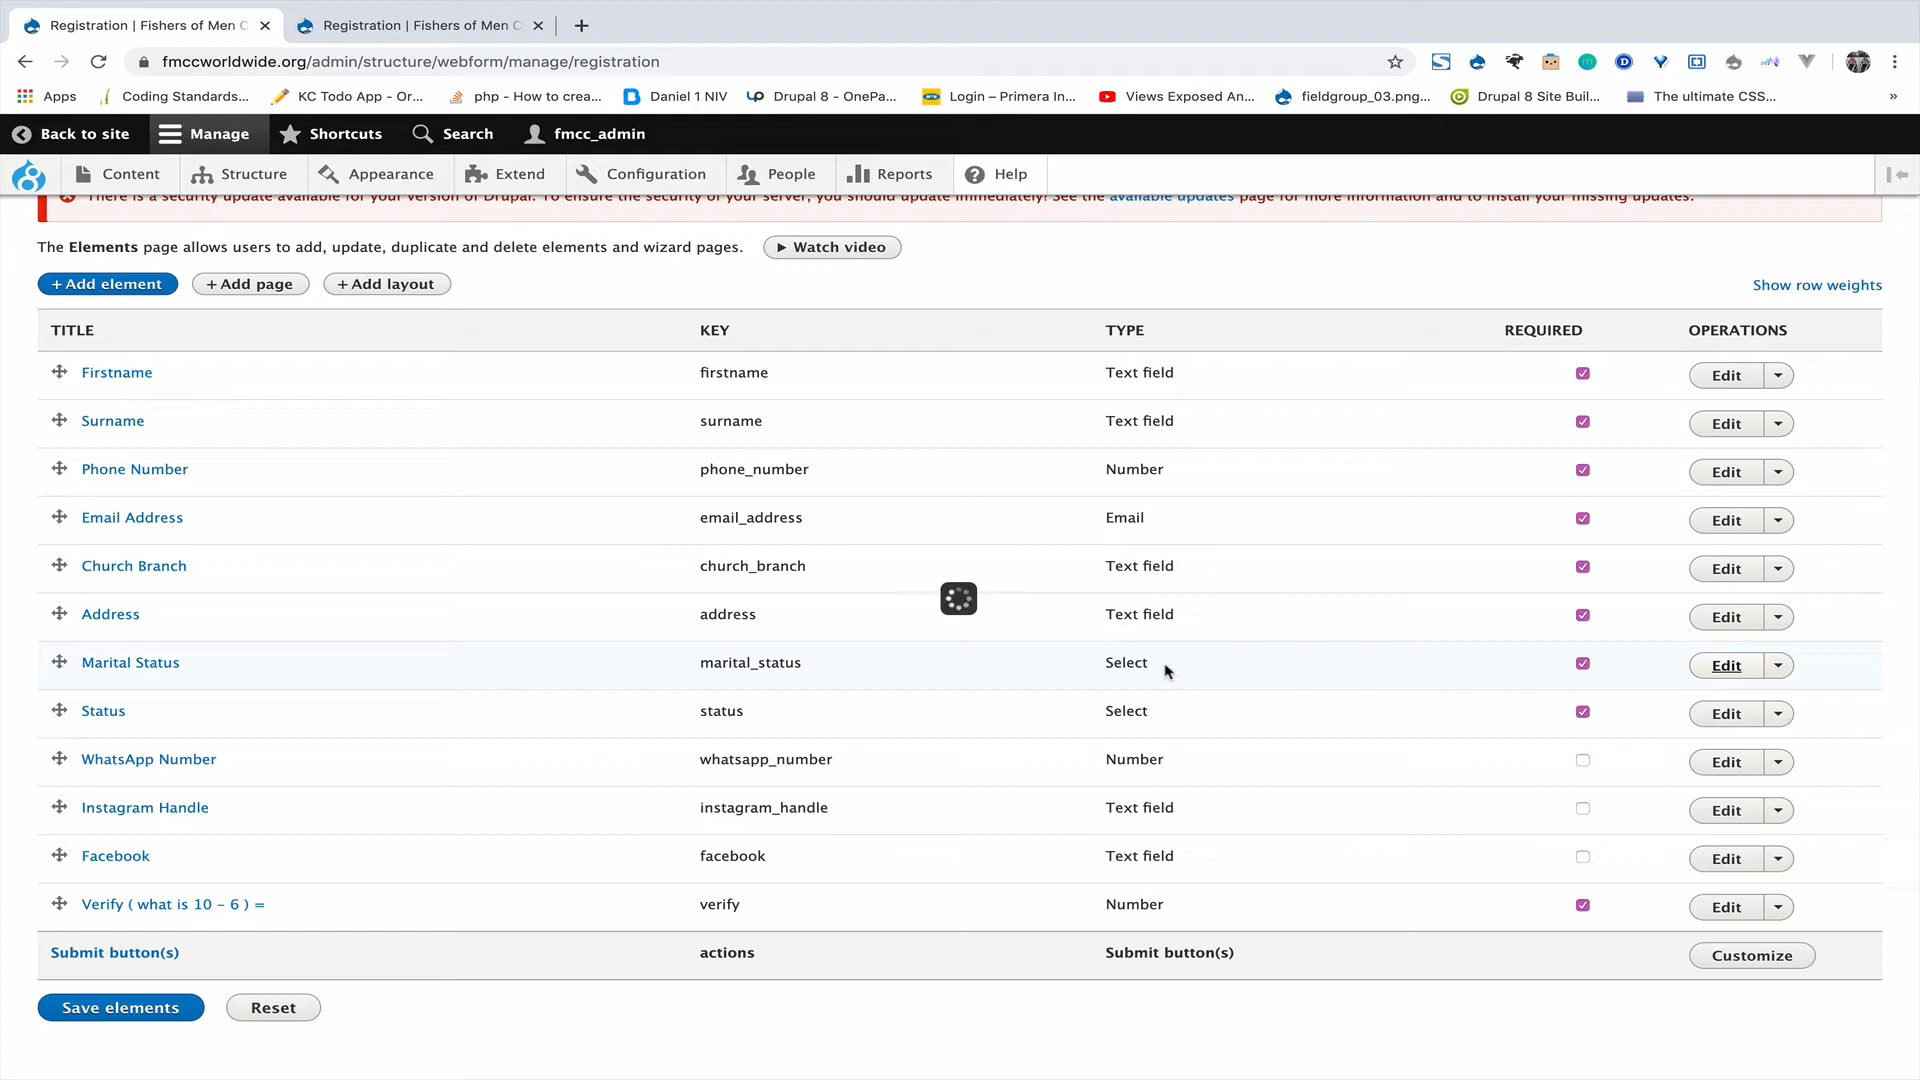 Registration | Fishers of Men C
Registration | Fishers of Men C
fmccworldwide.org/admin/structure/webform/manage/registration
Apps
Coding Standards...
KC Todo App - Or...
php - How to crea...
Daniel 1 NIV
Drupal 8 - OnePa...
Login – Primera In...
Views Exposed An...
fieldgroup_03.png...
Drupal 8 Site Buil...
The ultimate CSS...
»
Back to site
Manage
Shortcuts
Search
fmcc_admin
Content
Structure
Appearance
Extend
Configuration
People
Reports
Help
There is a security update available for your version of Drupal. To ensure the security of your server, you should update immediately! See the available updates page for more information and to install your missing updates.
The Elements page allows users to add, update, duplicate and delete elements and wizard pages.
Watch video
+ Add element
+ Add page
+ Add layout
Show row weights
TITLE KEY TYPE REQUIRED OPERATIONS
Firstname firstname Text field Edit
Surname surname Text field Edit
Phone Number phone_number Number Edit
Email Address email_address Email Edit
Church Branch church_branch Text field Edit
Address address Text field Edit
Marital Status marital_status Select Edit
Status status Select Edit
WhatsApp Number whatsapp_number Number Edit
Instagram Handle instagram_handle Text field Edit
Facebook facebook Text field Edit
Verify ( what is 10 – 6 ) = verify Number Edit
Submit button(s) actions Submit button(s) Customize
Save elements
Reset